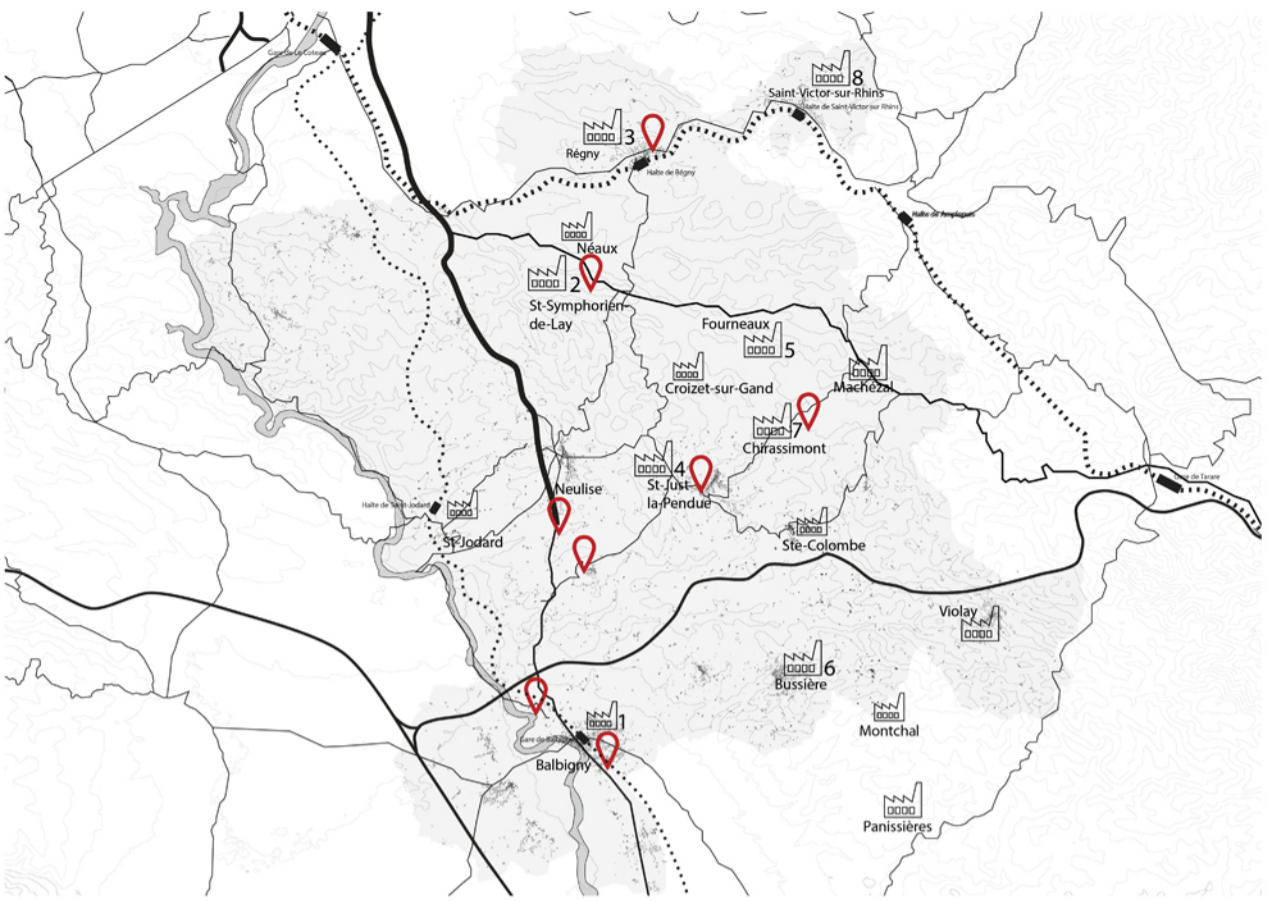 Gare de Le Coteau
8
Saint-Victor-sur-Rhins
Halte de Saint-Victor sur Rhins
3
Régny
Halte de Régny
Halte de Amplepuis
Néaux
2
St-Symphorien-
de-Lay
Fourneaux
5
Croizet-sur-Gand
Machézal
7
Chirassimont
4
St-Just-
la-Pendue
Gare de Tarare
Neulise
Halte de Saint-Jodard
St-Jodard
Ste-Colombe
Violay
6
Bussière
1
Gare de Balbigny
Balbigny
Montchal
Panissières